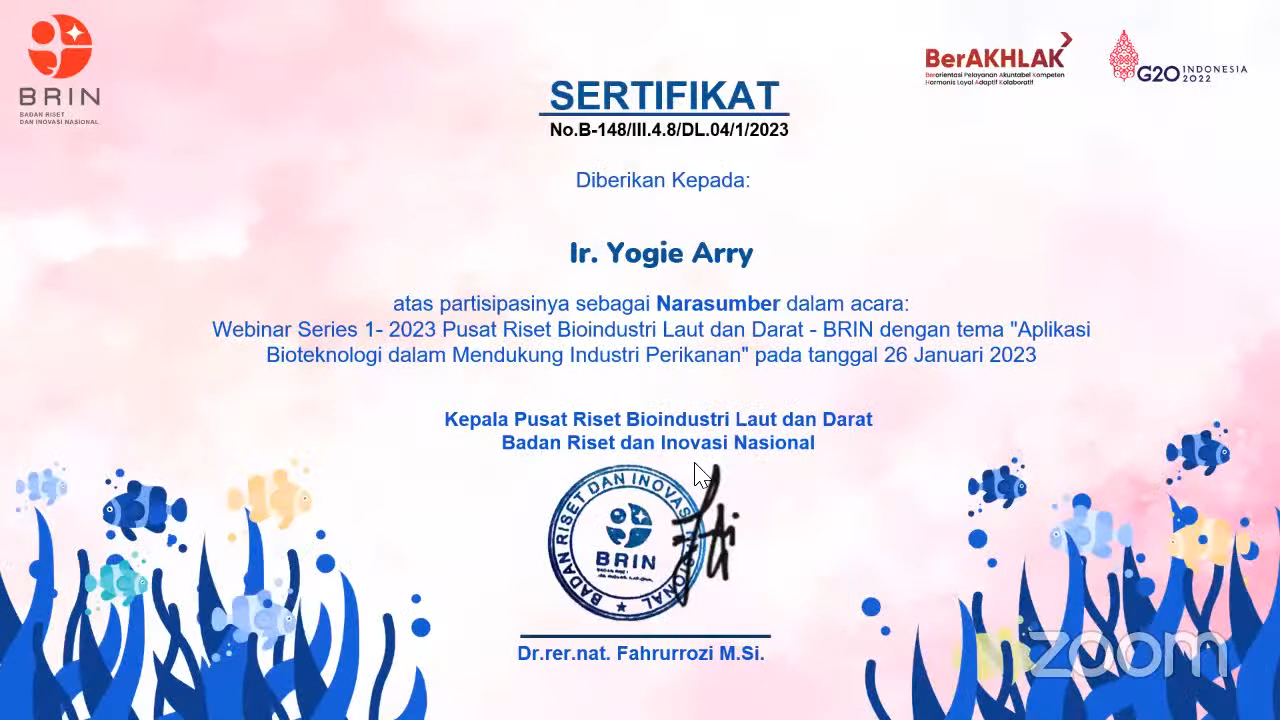 BRIN
BADAN RISET
DAN INOVASI NASIONAL
BerAKHLAK
Berorientasi Pelayanan Akuntabel Kompeten
Harmonis Loyal Adaptif Kolaboratif
G20 INDONESIA
2022
SERTIFIKAT
No.B-148/III.4.8/DL.04/1/2023
Diberikan Kepada:
Ir. Yogie Arry
atas partisipasinya sebagai Narasumber dalam acara:
Webinar Series 1- 2023 Pusat Riset Bioindustri Laut dan Darat - BRIN dengan tema "Aplikasi
Bioteknologi dalam Mendukung Industri Perikanan" pada tanggal 26 Januari 2023
Kepala Pusat Riset Bioindustri Laut dan Darat
Badan Riset dan Inovasi Nasional
BADAN RISET DAN INOVASI NASIONAL
BRIN
Dr.rer.nat. Fahrurrozi M.Si.
zoom